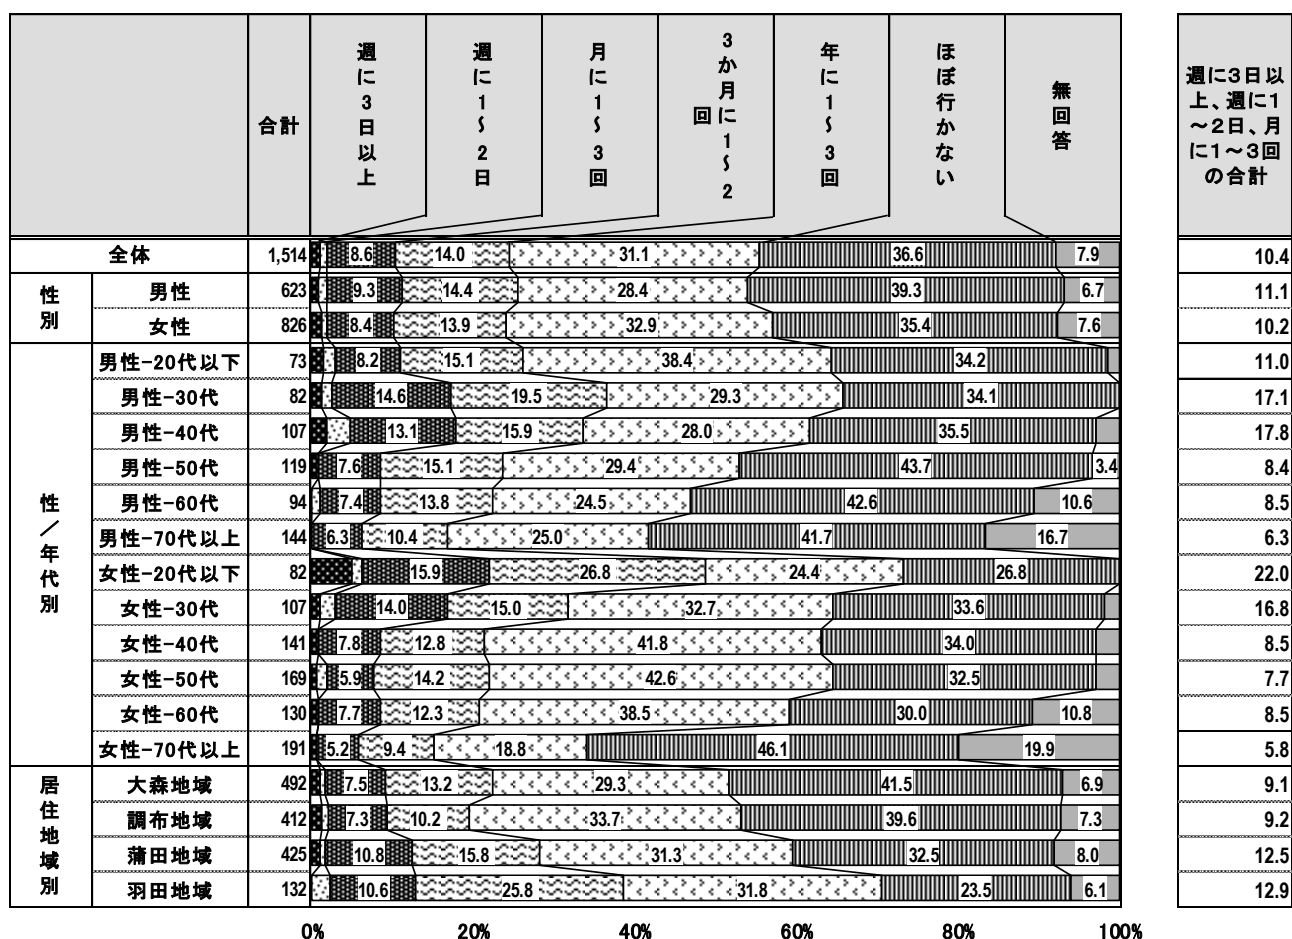 合計
週に3日以上
週に1～2日
月に1～3回
3か月に1～2
回
年に1～3回
ほぼ行かない
無回答
週に3日以
上、週に1
～2日、月
に1～3回
の合計
全体 1,514 8.6 14.0 31.1 36.6 7.9 10.4
性別
男性 623 9.3 14.4 28.4 39.3 6.7 11.1
女性 826 8.4 13.9 32.9 35.4 7.6 10.2
性／年代別
男性-20代以下 73 8.2 15.1 38.4 34.2 11.0
男性-30代 82 14.6 19.5 29.3 34.1 17.1
男性-40代 107 13.1 15.9 28.0 35.5 17.8
男性-50代 119 7.6 15.1 29.4 43.7 3.4 8.4
男性-60代 94 7.4 13.8 24.5 42.6 10.6 8.5
男性-70代以上 144 6.3 10.4 25.0 41.7 16.7 6.3
女性-20代以下 82 15.9 26.8 24.4 26.8 22.0
女性-30代 107 14.0 15.0 32.7 33.6 16.8
女性-40代 141 7.8 12.8 41.8 34.0 8.5
女性-50代 169 5.9 14.2 42.6 32.5 7.7
女性-60代 130 7.7 12.3 38.5 30.0 10.8 8.5
女性-70代以上 191 5.2 9.4 18.8 46.1 19.9 5.8
居住地域別
大森地域 492 7.5 13.2 29.3 41.5 6.9 9.1
調布地域 412 7.3 10.2 33.7 39.6 7.3 9.2
蒲田地域 425 10.8 15.8 31.3 32.5 8.0 12.5
羽田地域 132 10.6 25.8 31.8 23.5 6.1 12.9
0% 20% 40% 60% 80% 100%